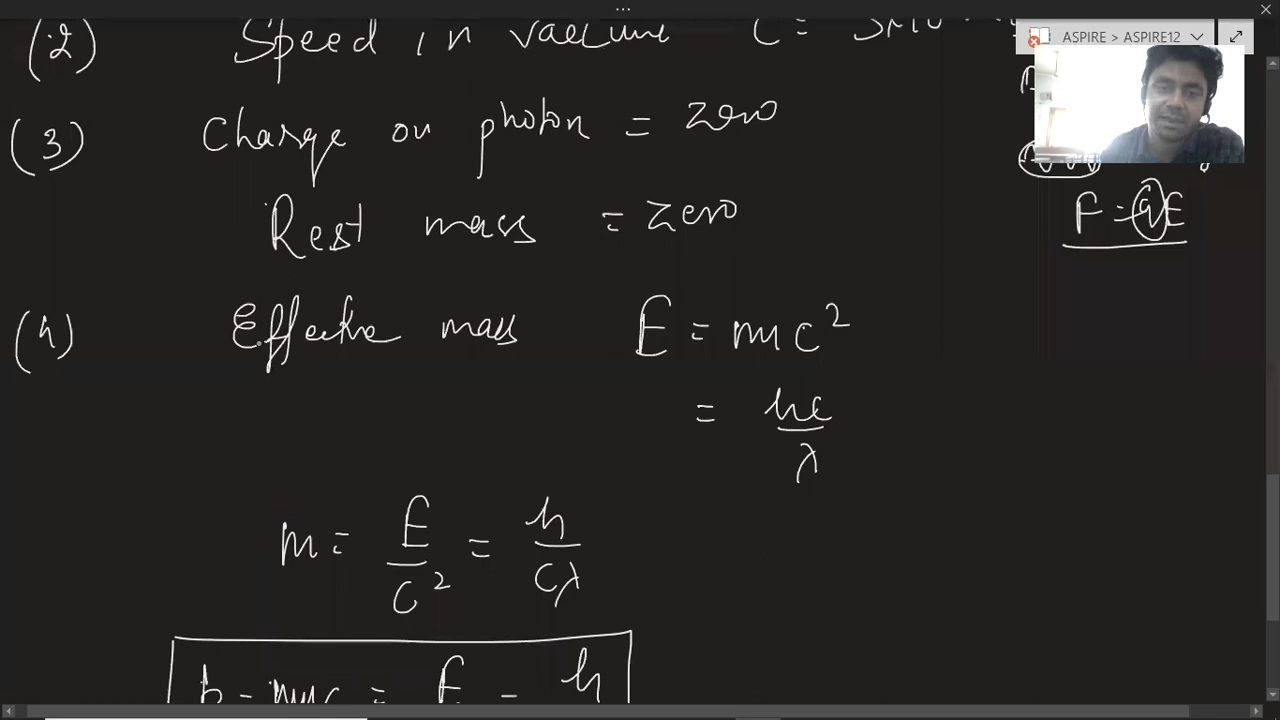 (2) Speed in vacuum C =
ASPIRE > ASPIRE12
(3) Charge on photon = Zero
Rest mass = Zero
F = qE
(4) Effective mass E = mc²
= hc/λ
m = E/c² = h/cλ
p = mc = E = h